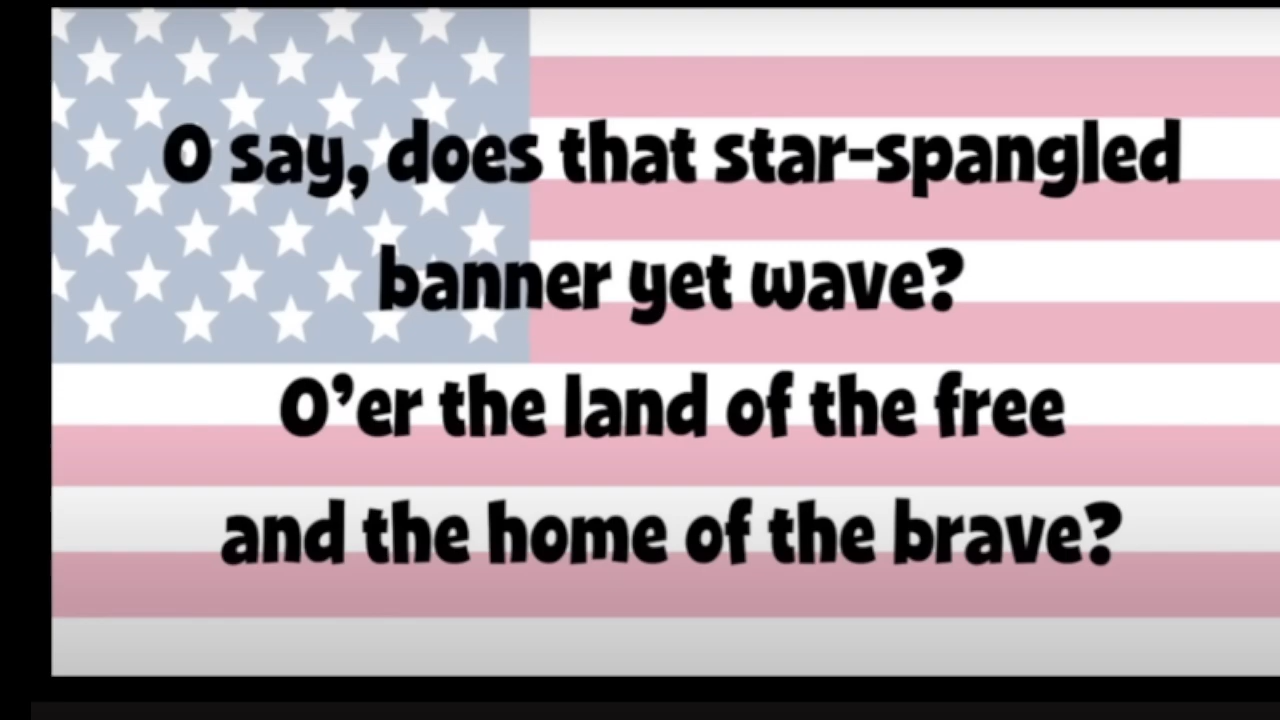 O say, does that star-spangled
banner yet wave?
O’er the land of the free
and the home of the brave?